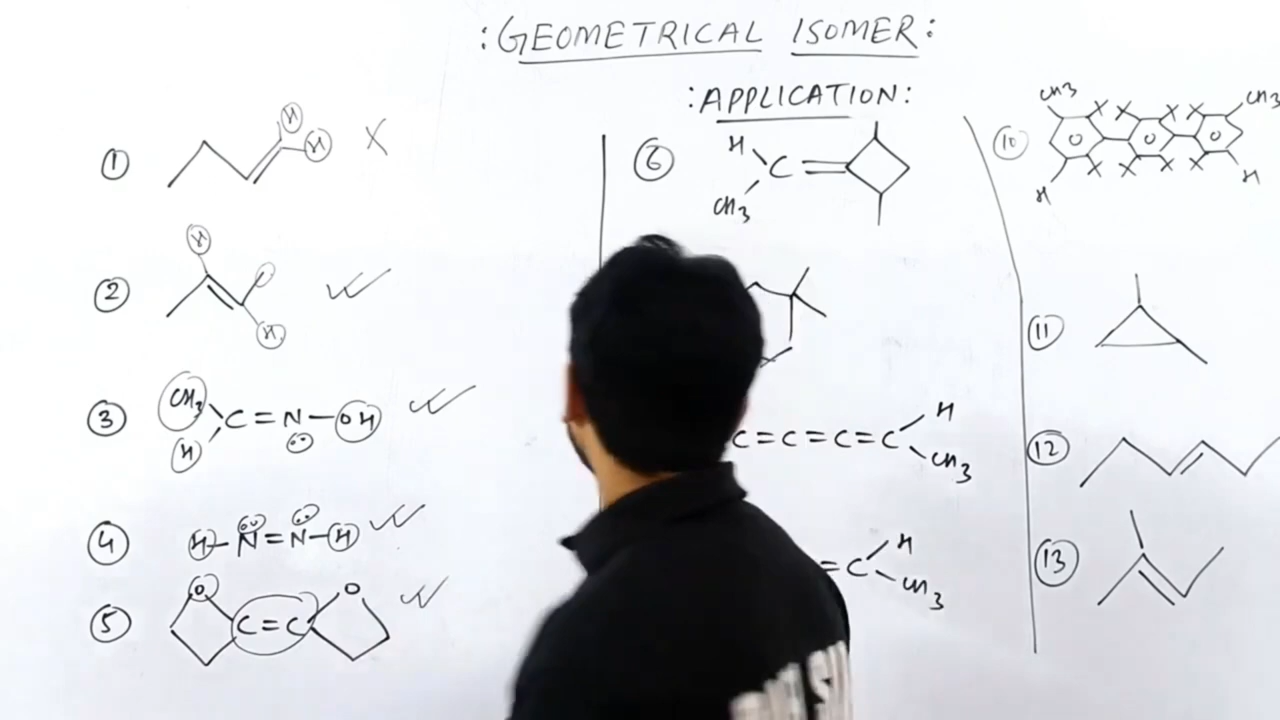 :GEOMETRICAL ISOMER:
:APPLICATION:
1 H H X
2 H H
3 CH3 H C=N-OH
4 H-N=N-H
5 O C=C O
6 H CH3 C=
C=C=C=C H CH3
=C H CH3
10 CH3 CH3 X X X X O O O X X X X H H
11
12
13